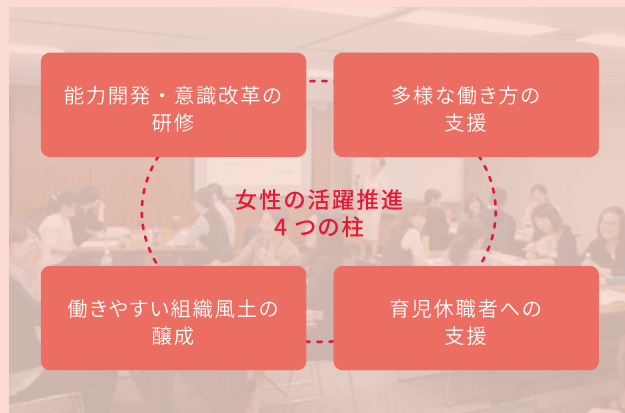 能力開発・意識改革の
研修
多様な働き方の
支援
女性の活躍推進
4つの柱
働きやすい組織風土の
醸成
育児休職者への
支援